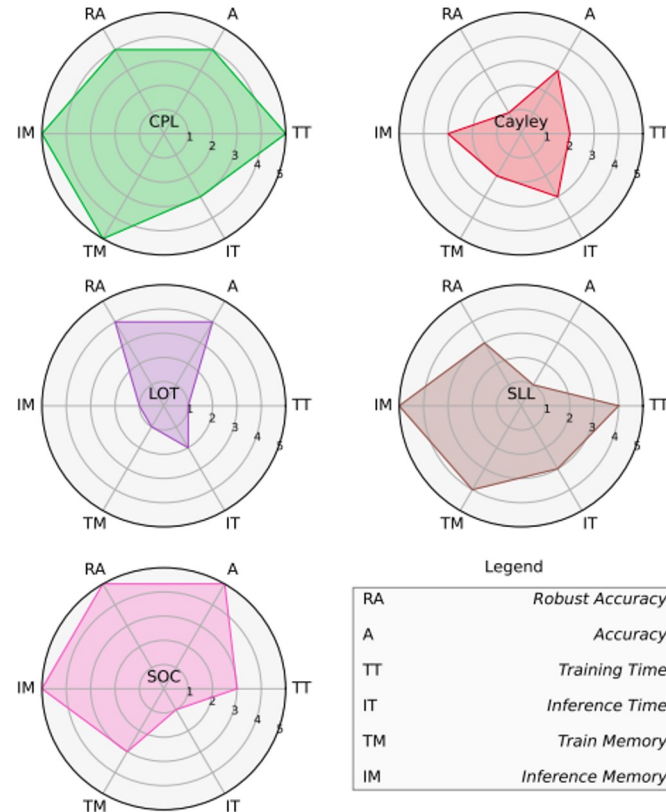 RA A
CPL
IM TT
1 2 3 4 5
TM IT
RA A
Cayley
IM TT
1 2 3 4 5
TM IT
RA A
LOT
IM TT
1 2 3 4 5
TM IT
RA A
SLL
IM TT
1 2 3 4 5
TM IT
RA A
SOC
IM TT
1 2 3 4 5
TM IT
Legend
RA Robust Accuracy
A Accuracy
TT Training Time
IT Inference Time
TM Train Memory
IM Inference Memory